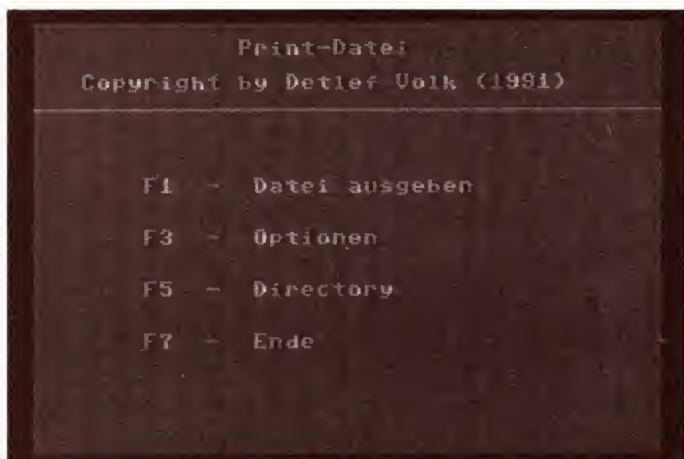 Print-Datei
Copyright by Detlef Volk (1991)
F1 - Datei ausgeben
F3 - Optionen
F5 - Directory
F7 - Ende